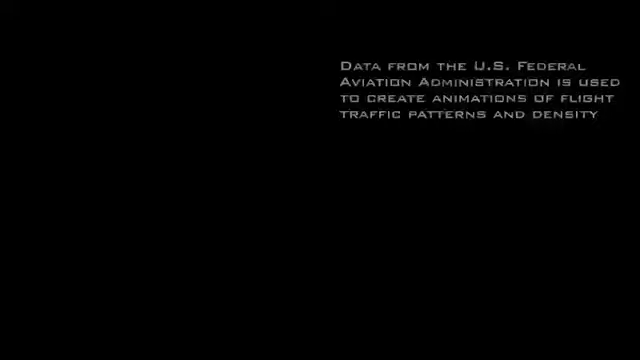 Data from the U.S. Federal
Aviation Administration is used
to create animations of flight
traffic patterns and density